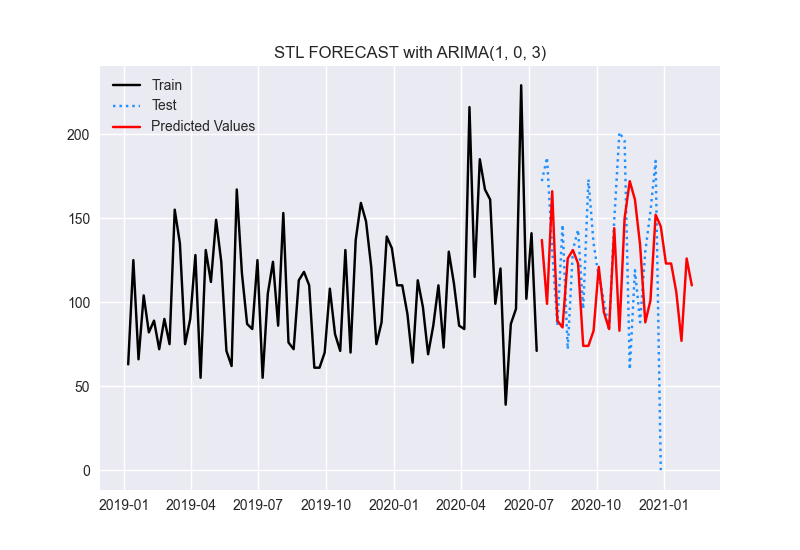 STL FORECAST with ARIMA(1, 0, 3)
Train
Test
Predicted Values
200
150
100
50
0
2019-01 2019-04 2019-07 2019-10 2020-01 2020-04 2020-07 2020-10 2021-01